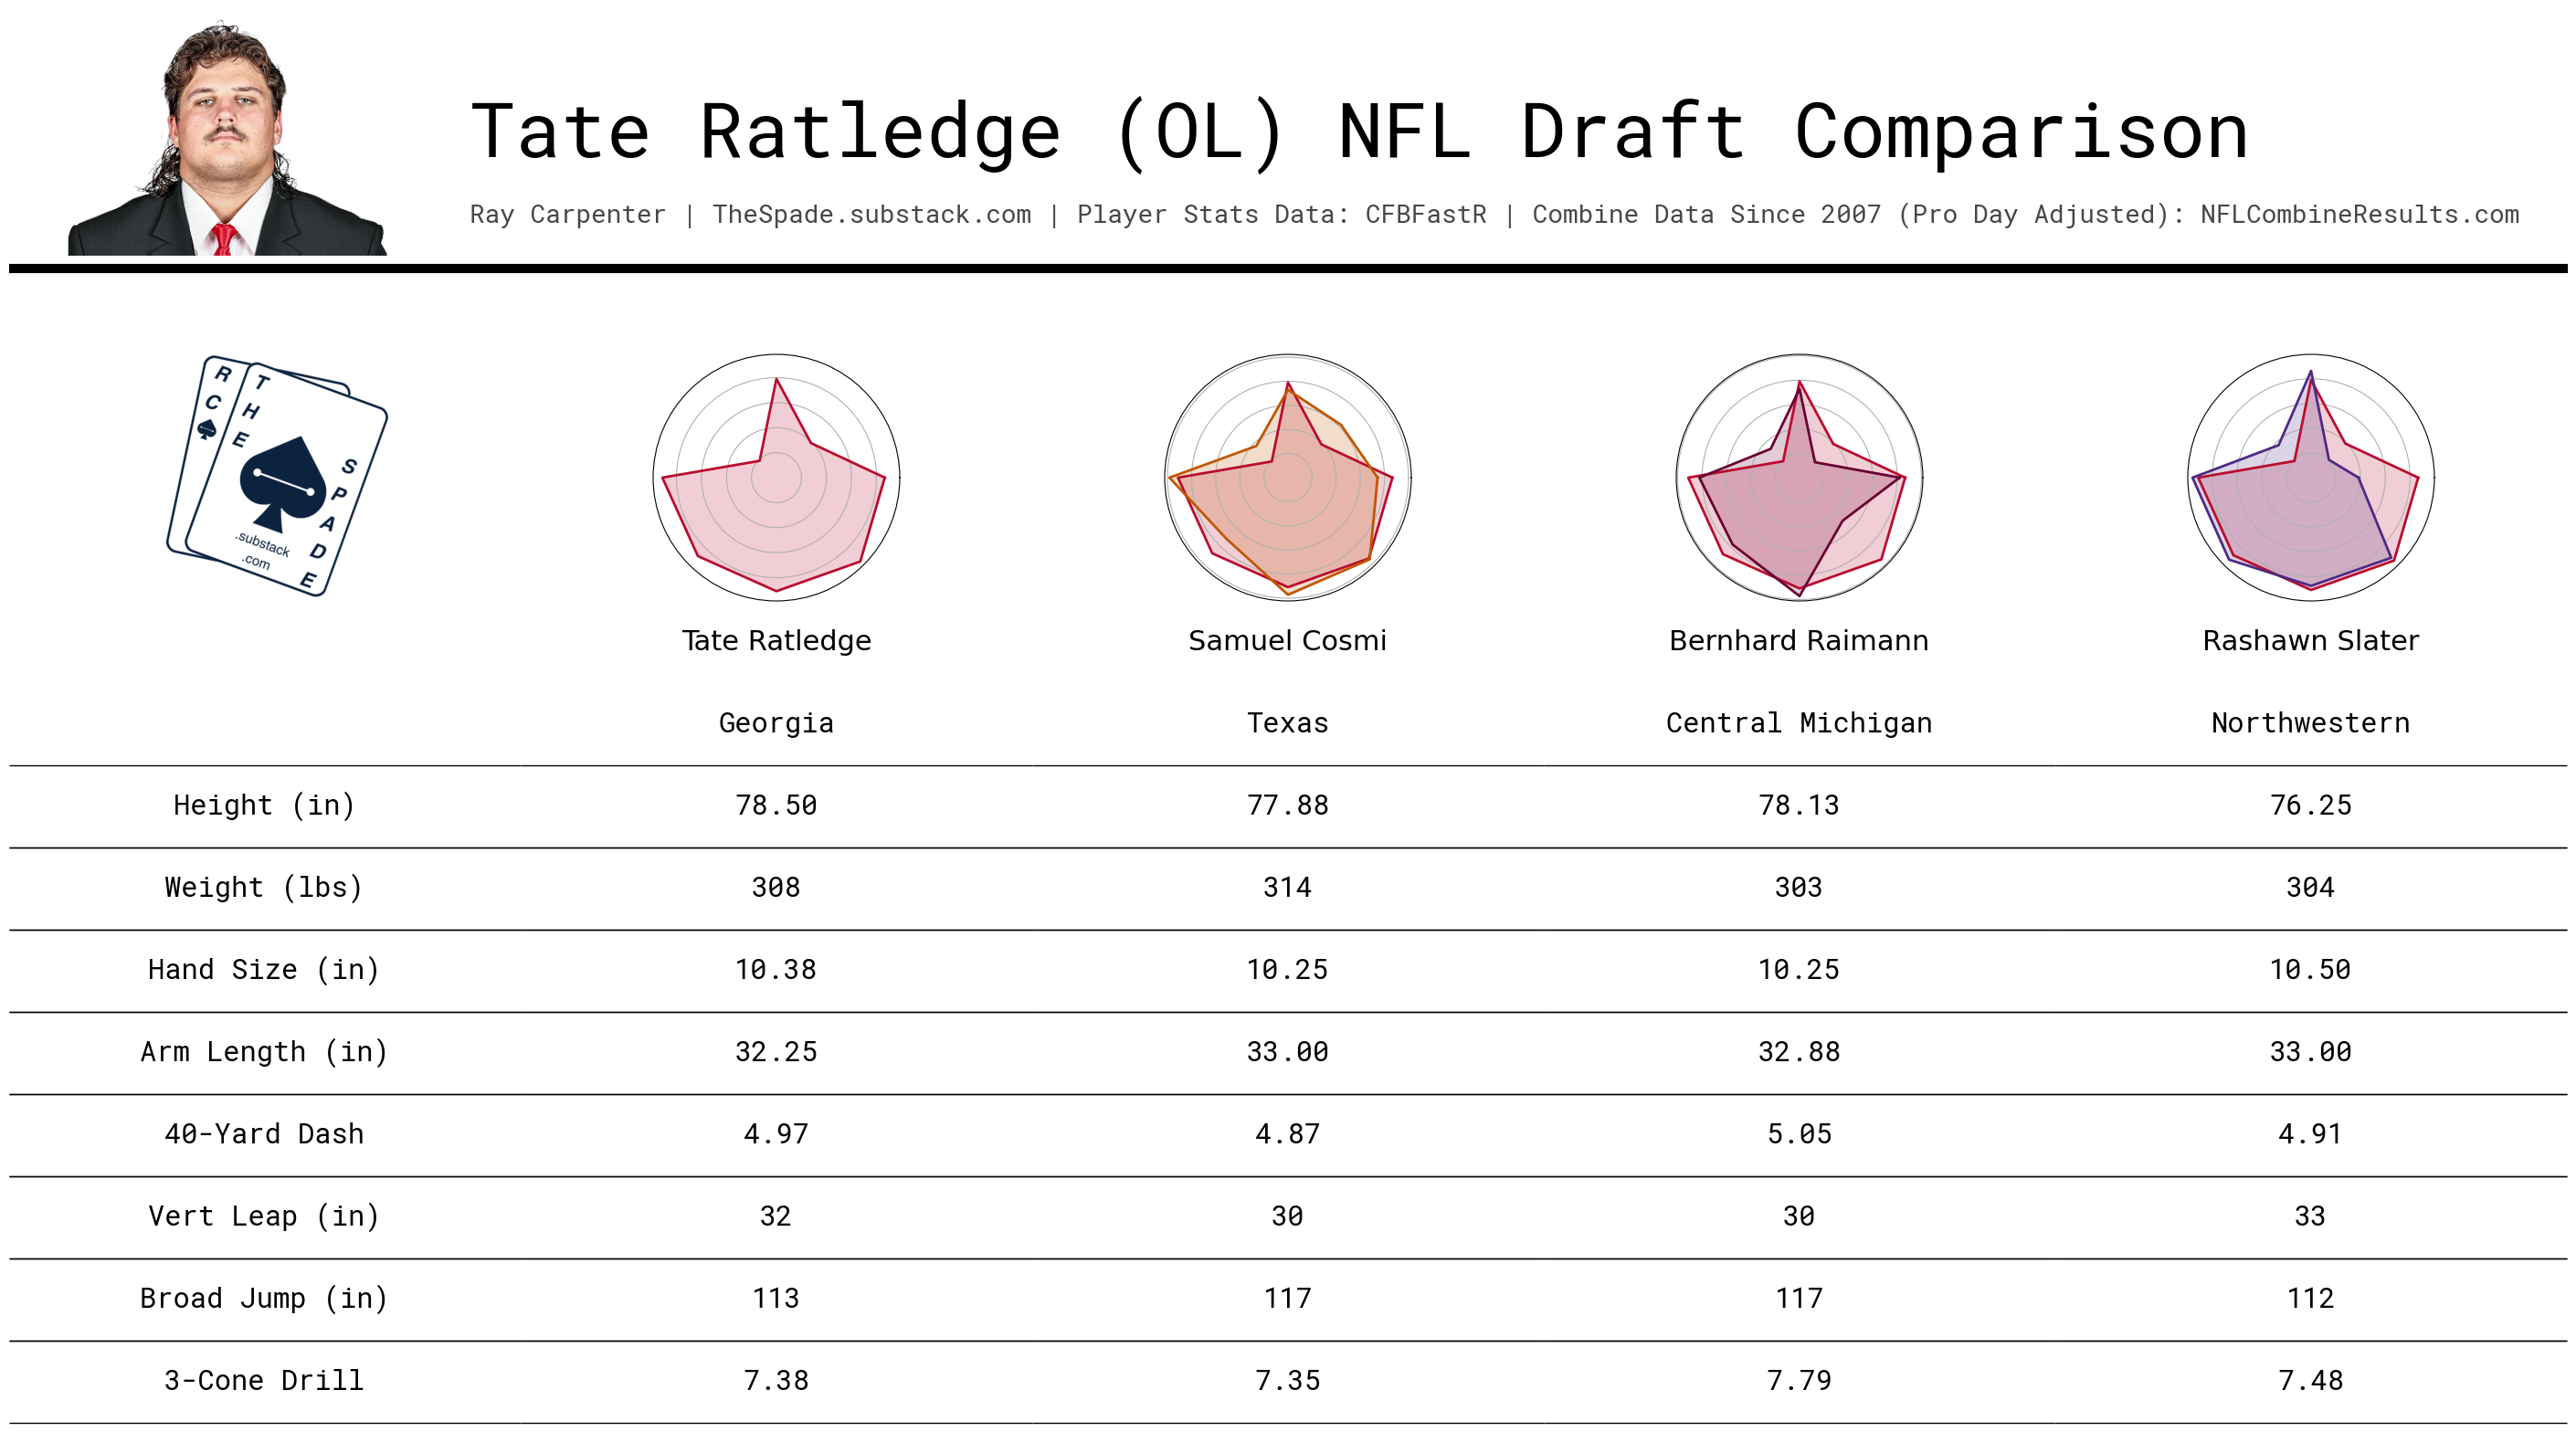 Tate Ratledge (OL) NFL Draft Comparison
Ray Carpenter | TheSpade.substack.com | Player Stats Data: CFBFastR | Combine Data Since 2007 (Pro Day Adjusted): NFLCombineResults.com
RC
THE
SPADE
.substack
.com
Tate Ratledge Samuel Cosmi Bernhard Raimann Rashawn Slater
Georgia Texas Central Michigan Northwestern
Height (in) 78.50 77.88 78.13 76.25
Weight (lbs) 308 314 303 304
Hand Size (in) 10.38 10.25 10.25 10.50
Arm Length (in) 32.25 33.00 32.88 33.00
40-Yard Dash 4.97 4.87 5.05 4.91
Vert Leap (in) 32 30 30 33
Broad Jump (in) 113 117 117 112
3-Cone Drill 7.38 7.35 7.79 7.48